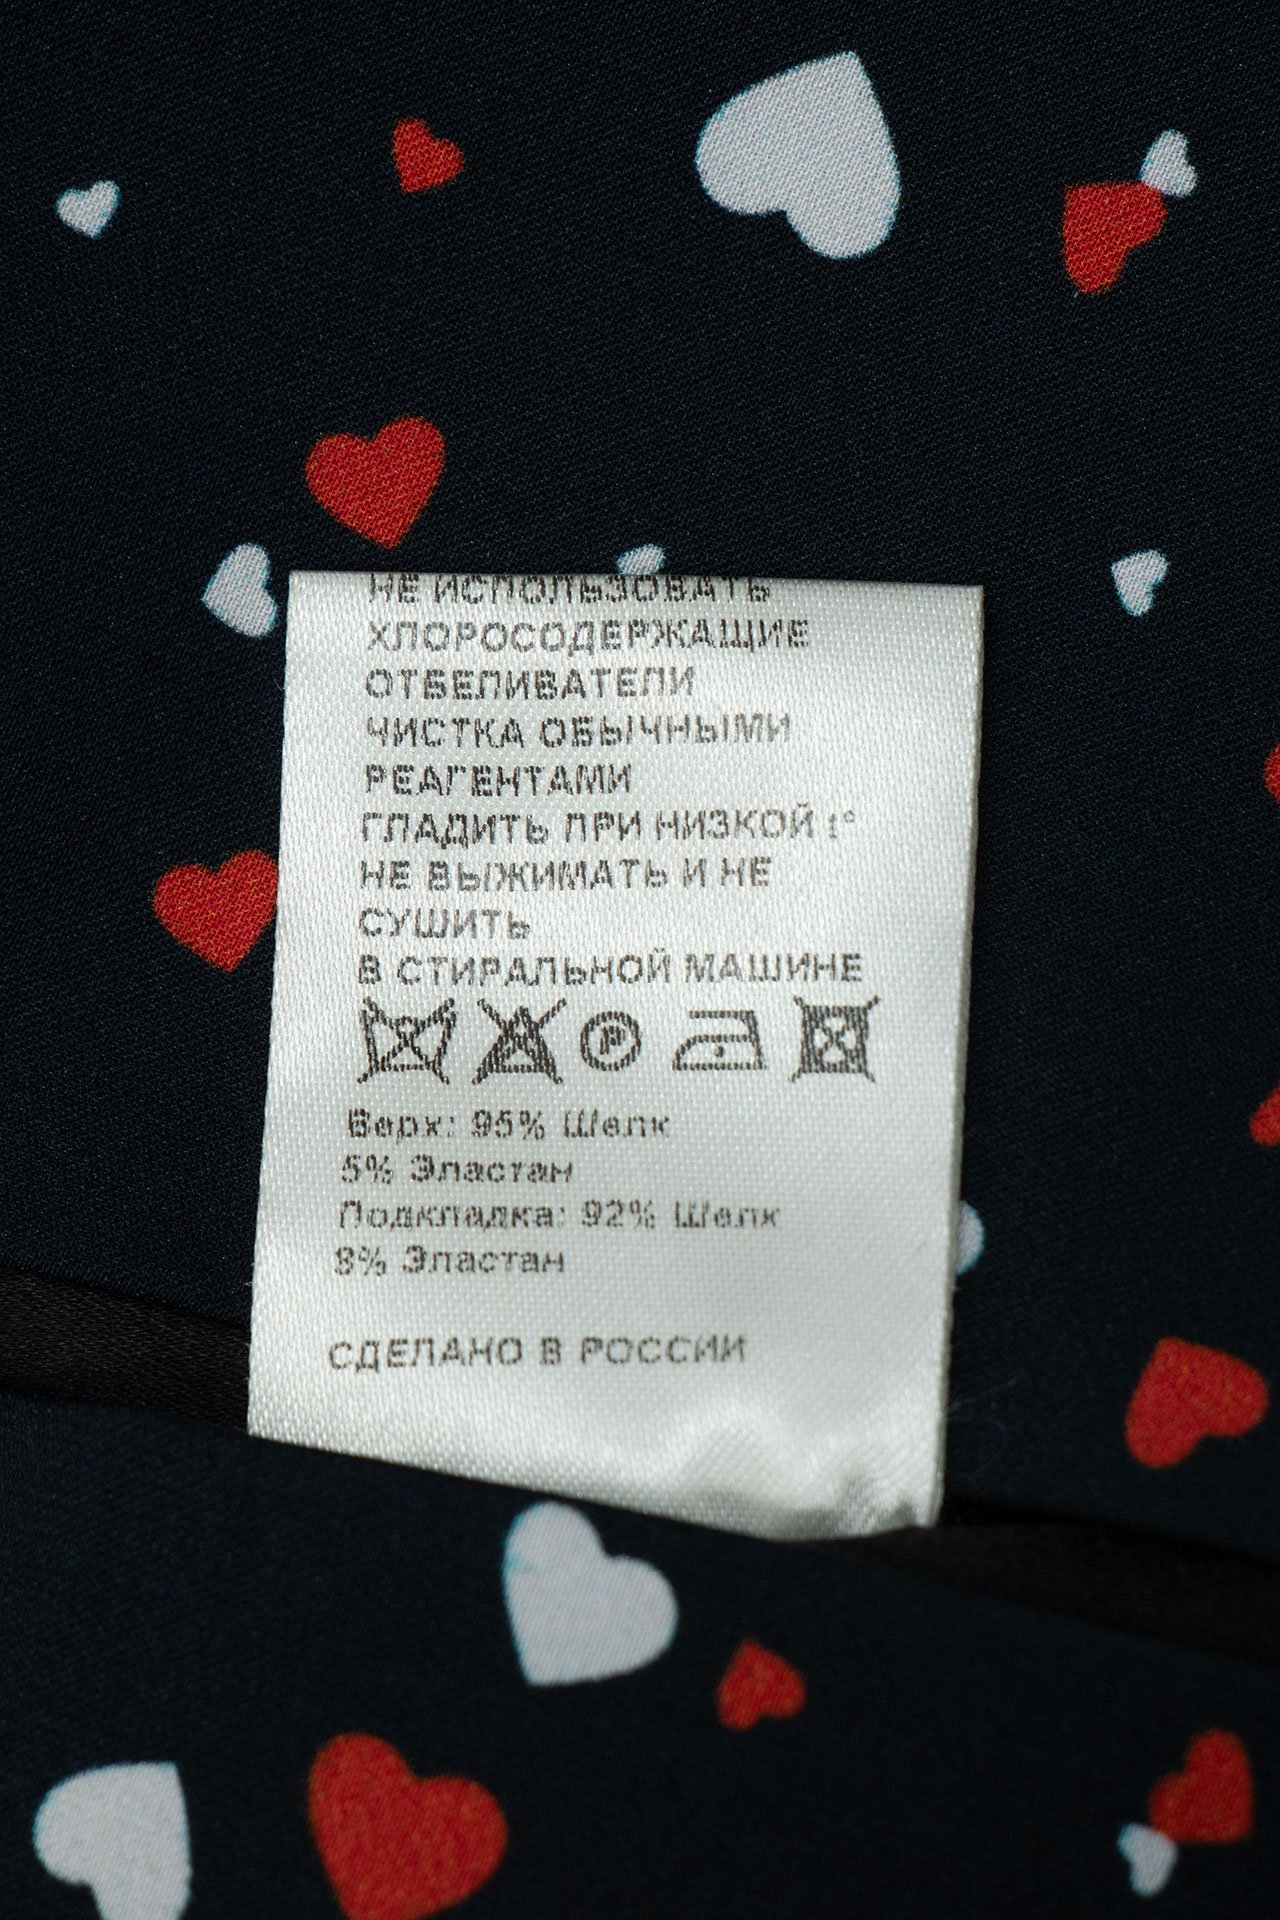 НЕ ИСПОЛЬЗОВАТЬ
ХЛОРОСОДЕРЖАЩИЕ
ОТБЕЛИВАТЕЛИ
ЧИСТКА ОБЫЧНЫМИ
РЕАГЕНТАМИ
ГЛАДИТЬ ПРИ НИЗКОЙ t°
НЕ ВЫЖИМАТЬ И НЕ
СУШИТЬ
В СТИРАЛЬНОЙ МАШИНЕ
P
Верх: 95% Шелк
5% Эластан
Подкладка: 92% Шелк
8% Эластан
СДЕЛАНО В РОССИИ